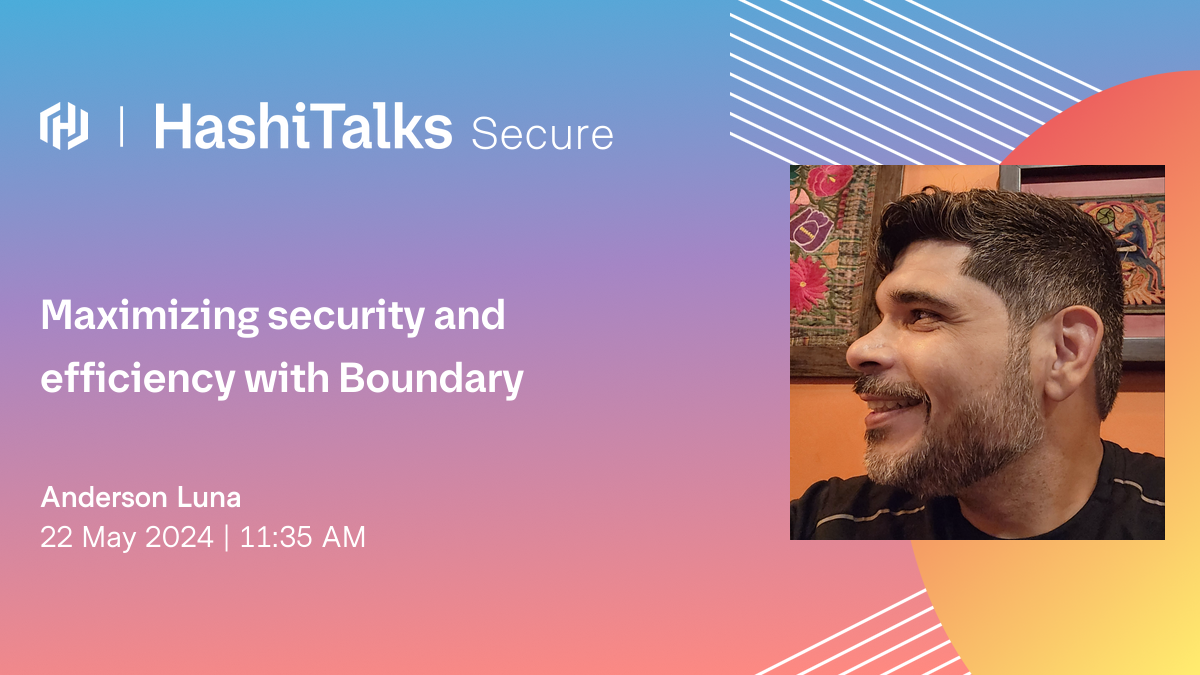 HashiTalks Secure
Maximizing security and
efficiency with Boundary
Anderson Luna
22 May 2024 | 11:35 AM